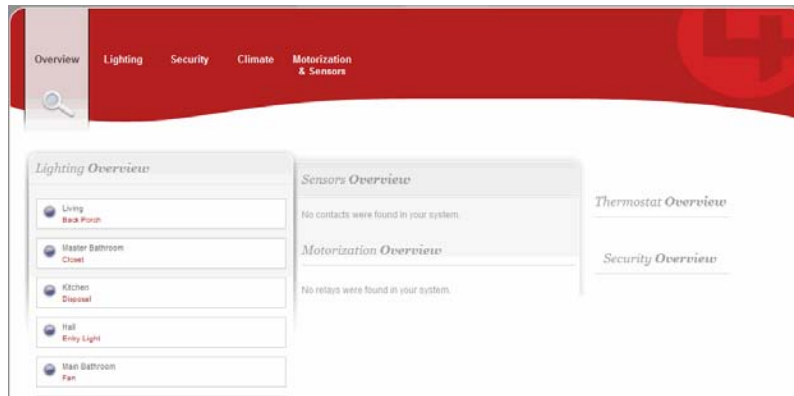 Overview
Lighting
Security
Climate
Motorization
& Sensors
Lighting Overview
Living
Back Porch
Master Bathroom
Closet
Kitchen
Disposal
Hall
Entry Light
Main Bathroom
Fan
Sensors Overview
No contacts were found in your system.
Motorization Overview
No relays were found in your system.
Thermostat Overview
Security Overview